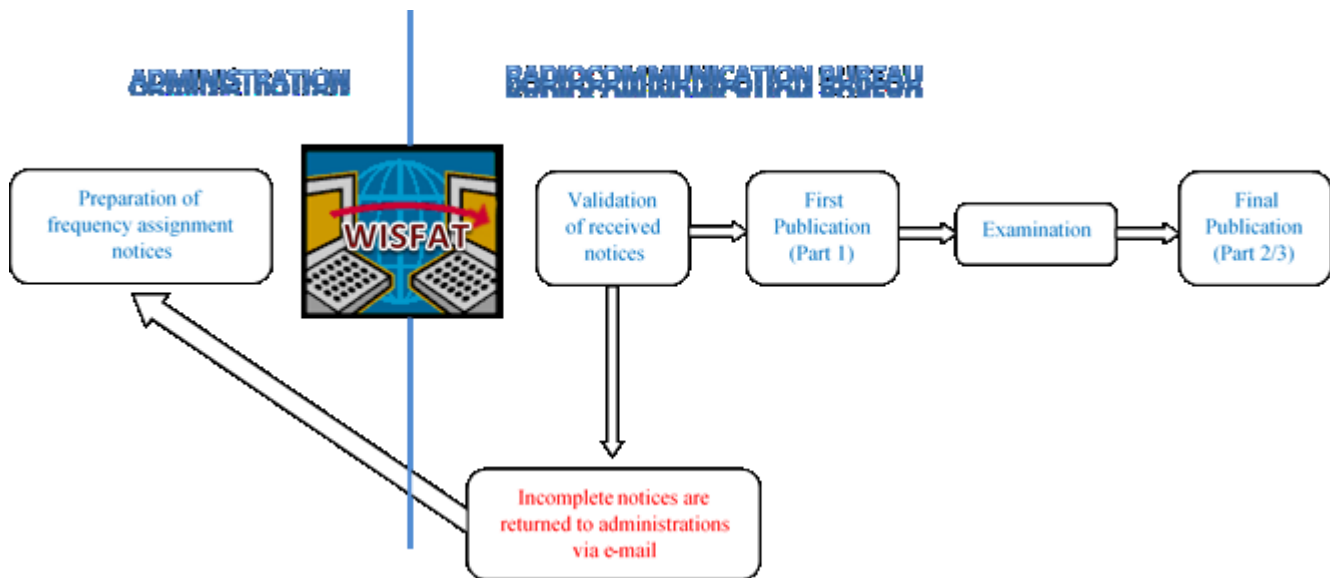 ADMINISTRATION
RADIOCOMMUNICATION BUREAU
Preparation of
frequency assignment
notices
WISFAT
Validation
of received
notices
First
Publication
(Part 1)
Examination
Final
Publication
(Part 2/3)
Incomplete notices are
returned to administrations
via e-mail